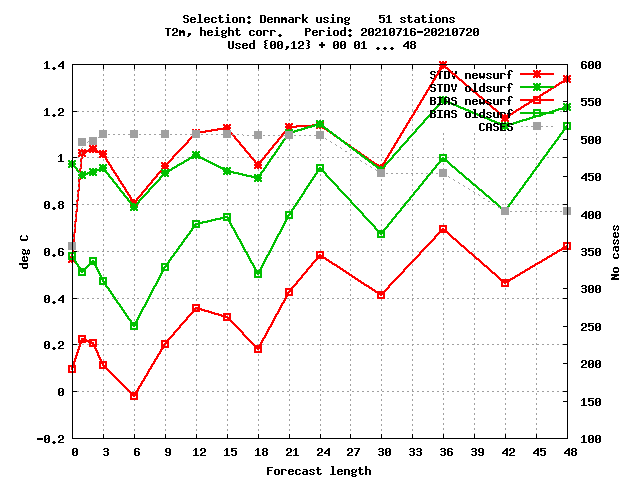 Selection: Denmark using 51 stations
T2m, height corr. Period: 20210716-20210720
Used {00,12} + 00 01 ... 48
STDV newsurf
STDV oldsurf
BIAS newsurf
BIAS oldsurf
CASES
deg C
1.4
1.2
1
0.8
0.6
0.4
0.2
0
-0.2
600
550
500
450
400
350
300
250
200
150
100
No cases
0 3 6 9 12 15 18 21 24 27 30 33 36 39 42 45 48
Forecast length